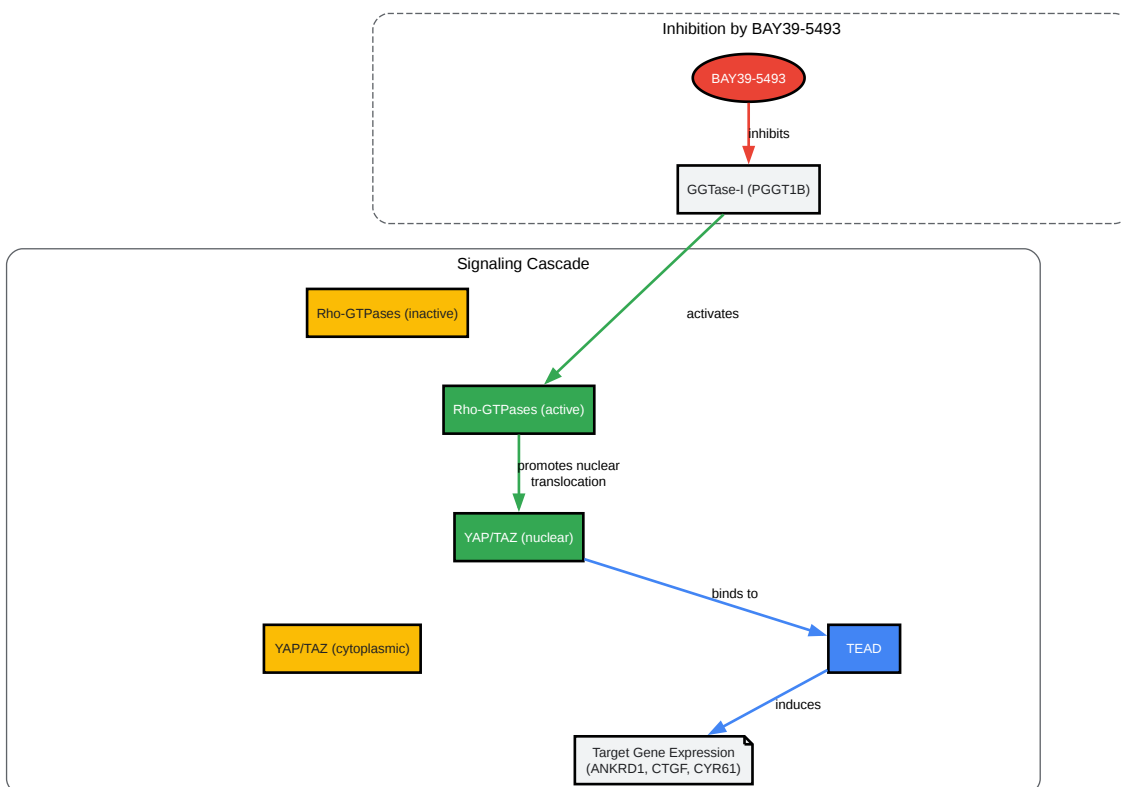 Inhibition by BAY39-5493
BAY39-5493
inhibits
GGTase-I (PGGT1B)
Signaling Cascade
Rho-GTPases (inactive)
activates
Rho-GTPases (active)
promotes nuclear
translocation
YAP/TAZ (nuclear)
binds to
YAP/TAZ (cytoplasmic)
TEAD
induces
Target Gene Expression
(ANKRD1, CTGF, CYR61)